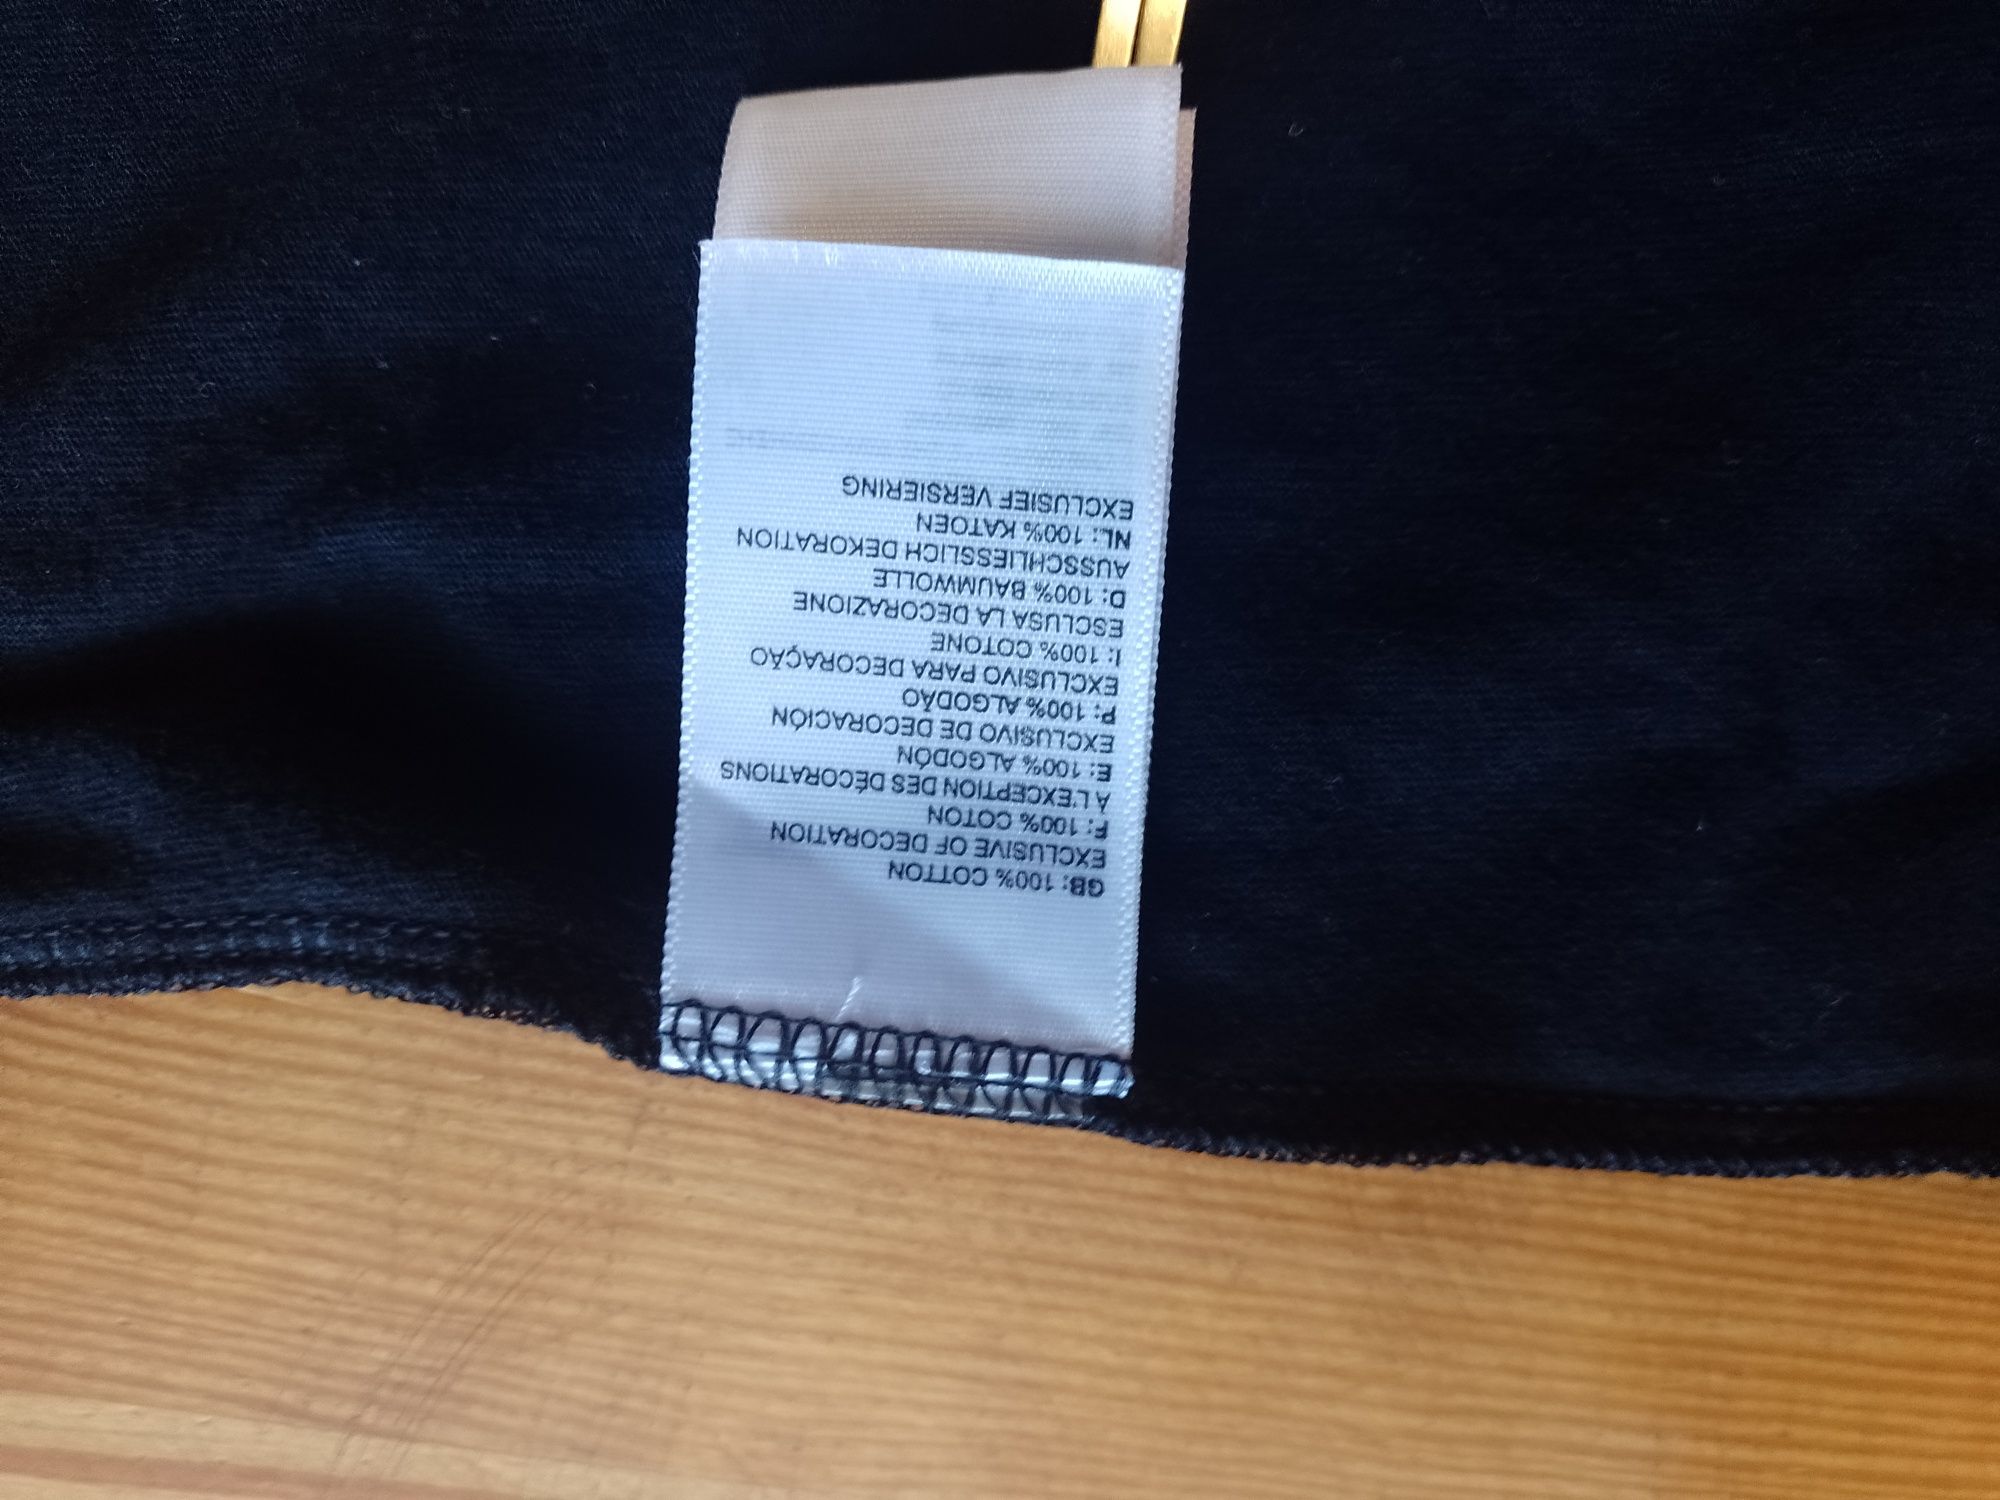 GB: 100% COTTON
EXCLUSIVE OF DECORATION
F: 100% COTON
A L'EXCEPTION DES DÉCORATIONS
E: 100% ALGODÓN
EXCLUSIVO DE DECORACIÓN
P: 100% ALGODÃO
EXCLUSIVO PARA DECORAÇÃO
I: 100% COTONE
ESCLUSA LA DECORAZIONE
D: 100% BAUMWOLLE
AUSSCHLIESSLICH DEKORATION
NL: 100% KATOEN
EXCLUSIEF VERSIERING